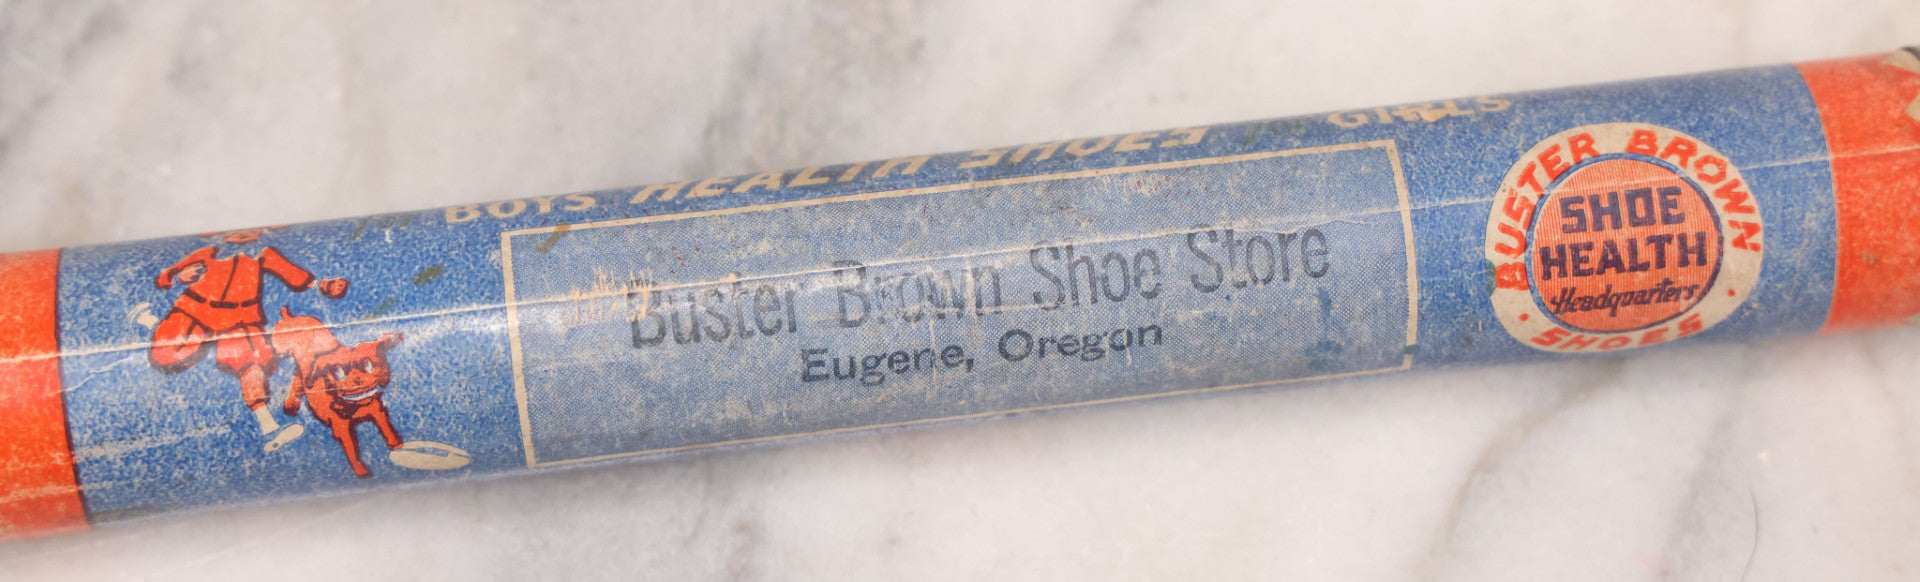 for BOYS HEALTH SHOES for GIRLS
Buster Brown Shoe Store
Eugene, Oregon
BUSTER BROWN
SHOE
HEALTH
Headquarters
SHOES